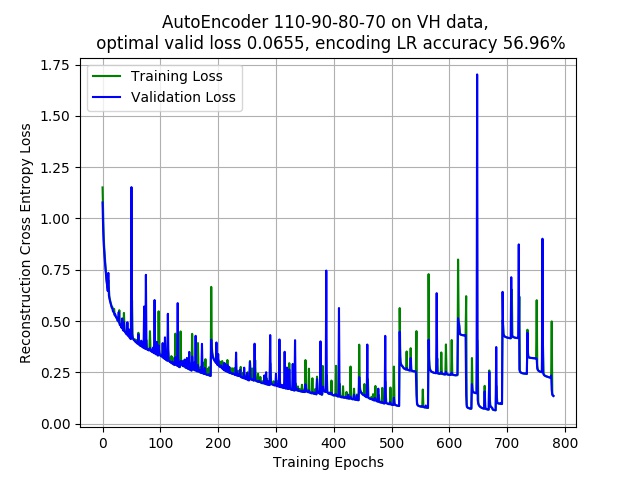 AutoEncoder 110-90-80-70 on VH data,
optimal valid loss 0.0655, encoding LR accuracy 56.96%
Training Loss
Validation Loss
1.75
1.50
1.25
1.00
0.75
0.50
0.25
0.00
Reconstruction Cross Entropy Loss
0 100 200 300 400 500 600 700 800
Training Epochs